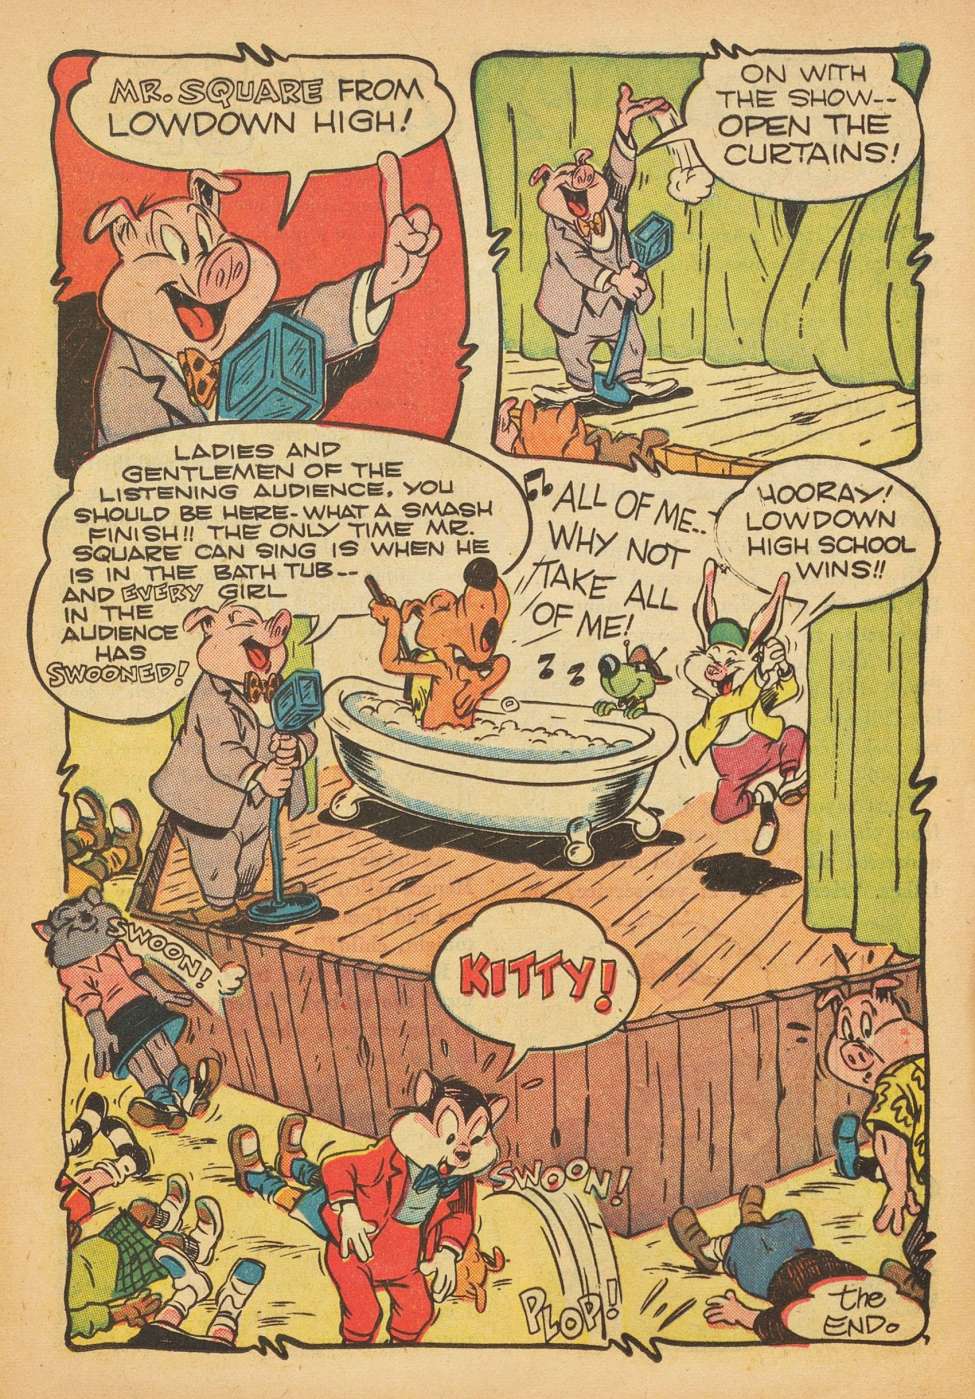 MR. SQUARE FROM
LOWDOWN HIGH!
ON WITH
THE SHOW--
OPEN THE
CURTAINS!
LADIES AND
GENTLEMEN OF THE
LISTENING AUDIENCE, YOU
SHOULD BE HERE-WHAT A SMASH
FINISH!! THE ONLY TIME MR.
SQUARE CAN SING IS WHEN HE
IS IN THE BATH TUB--
AND EVERY GIRL
IN THE
AUDIENCE
HAS
SWOONED!
ALL OF ME..
WHY NOT
TAKE ALL
OF ME!
HOORAY!
LOWDOWN
HIGH SCHOOL
WINS!!
SWOON!
KITTY!
SWOON!
PLOP!
the
END.